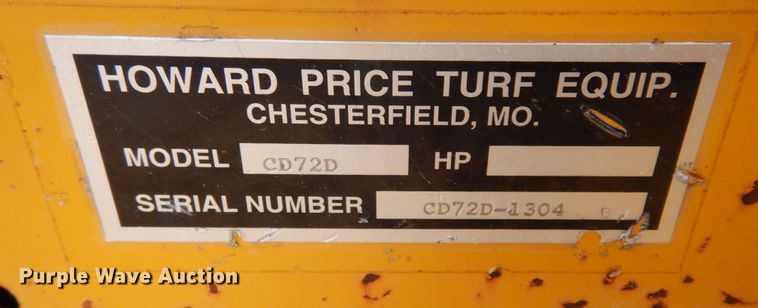 HOWARD PRICE TURF EQUIP.
CHESTERFIELD, MO.
MODEL CD72D HP
SERIAL NUMBER CD72D-1304
Purple Wave Auction